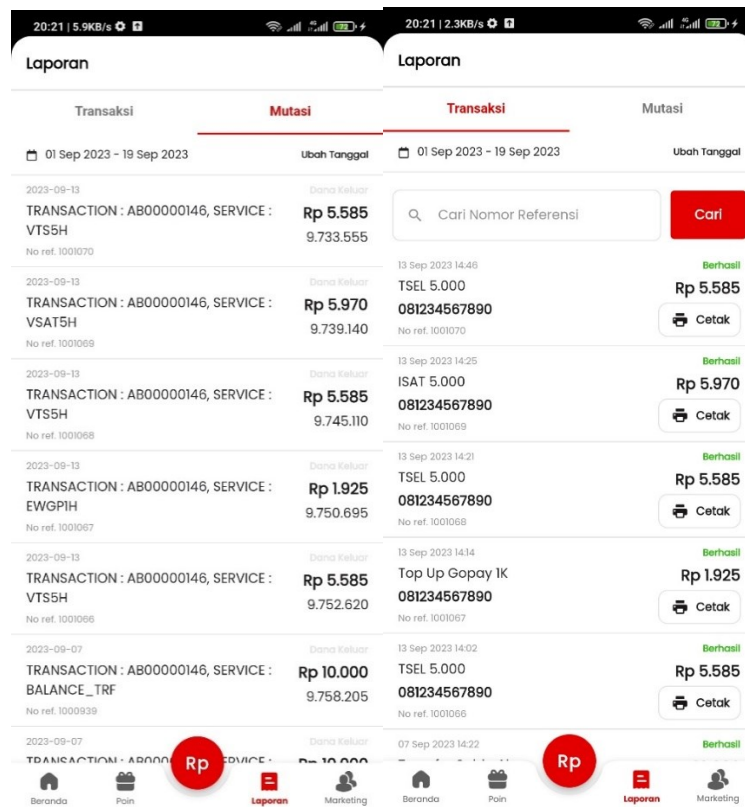 20:21 | 5.9KB/s
4G
72
Laporan
Transaksi Mutasi
01 Sep 2023 - 19 Sep 2023 Ubah Tanggal
2023-09-13 Dana Keluar
TRANSACTION : AB00000146, SERVICE : Rp 5.585
VTS5H 9.733.555
No ref. 1001070
2023-09-13 Dana Keluar
TRANSACTION : AB00000146, SERVICE : Rp 5.970
VSAT5H 9.739.140
No ref. 1001069
2023-09-13 Dana Keluar
TRANSACTION : AB00000146, SERVICE : Rp 5.585
VTS5H 9.745.110
No ref. 1001068
2023-09-13 Dana Keluar
TRANSACTION : AB00000146, SERVICE : Rp 1.925
EWGP1H 9.750.695
No ref. 1001067
2023-09-13 Dana Keluar
TRANSACTION : AB00000146, SERVICE : Rp 5.585
VTS5H 9.752.620
No ref. 1001066
2023-09-07 Dana Keluar
TRANSACTION : AB00000146, SERVICE : Rp 10.000
BALANCE_TRF 9.758.205
No ref. 1000939
2023-09-07 Dana Keluar
Rp
Beranda Poin Laporan Marketing
20:21 | 2.3KB/s
4G
72
Laporan
Transaksi Mutasi
01 Sep 2023 - 19 Sep 2023 Ubah Tanggal
Cari Nomor Referensi Cari
13 Sep 2023 14:46 Berhasil
TSEL 5.000 Rp 5.585
081234567890 Cetak
No ref. 1001070
13 Sep 2023 14:25 Berhasil
ISAT 5.000 Rp 5.970
081234567890 Cetak
No ref. 1001069
13 Sep 2023 14:21 Berhasil
TSEL 5.000 Rp 5.585
081234567890 Cetak
No ref. 1001068
13 Sep 2023 14:14 Berhasil
Top Up Gopay 1K Rp 1.925
081234567890 Cetak
No ref. 1001067
13 Sep 2023 14:02 Berhasil
TSEL 5.000 Rp 5.585
081234567890 Cetak
No ref. 1001066
07 Sep 2023 14:22 Berhasil
Rp
Beranda Poin Laporan Marketing